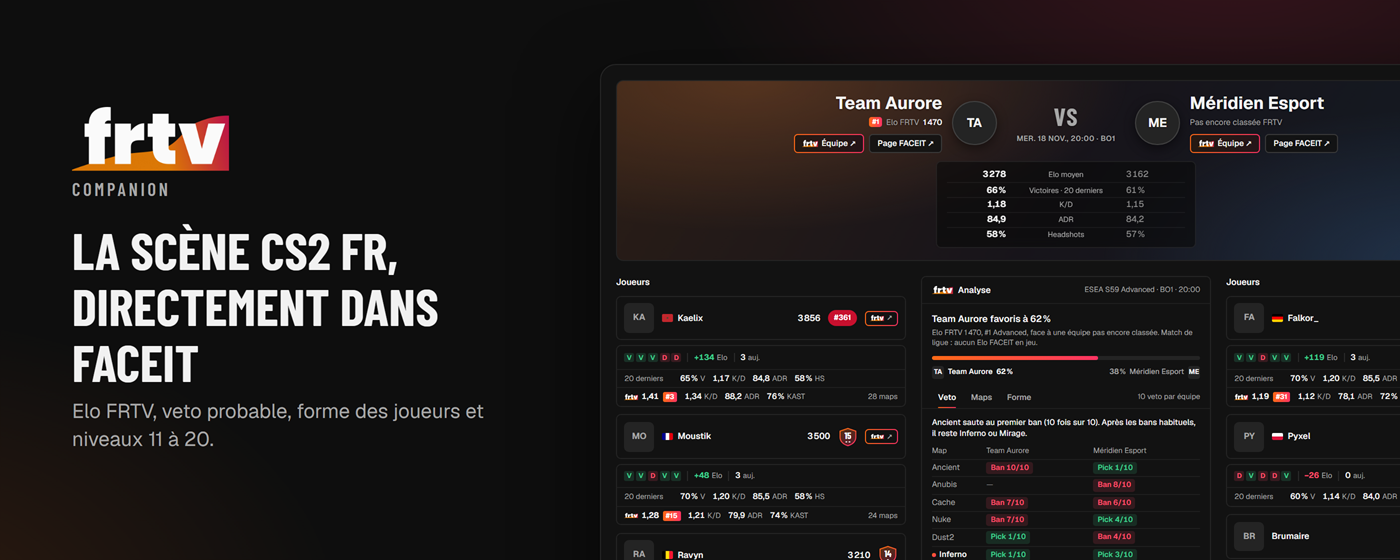 frtv
COMPANION
LA SCÈNE CS2 FR,
DIRECTEMENT DANS
FACEIT
Elo FRTV, veto probable, forme des joueurs et
niveaux 11 à 20.
Team Aurore
#1 Elo FRTV 1470
frtv Équipe ↗ Page FACEIT ↗
TA
VS
MER. 18 NOV., 20:00 · BO1
ME
Méridien Esport
Pas encore classée FRTV
frtv Équipe ↗ Page FACEIT ↗
3278 Elo moyen 3162
66% Victoires · 20 derniers 61%
1,18 K/D 1,15
84,9 ADR 84,2
58% Headshots 57%
Joueurs
KA Kaelix 3856 #361 frtv ↗
V V V D D +134 Elo 3 auj.
20 derniers 65% V 1,17 K/D 84,8 ADR 58% HS
frtv 1,41 #3 1,34 K/D 88,2 ADR 76% KAST 28 maps
MO Moustik 3500 15 frtv ↗
V V D V V +48 Elo 3 auj.
20 derniers 70% V 1,20 K/D 85,5 ADR 58% HS
frtv 1,28 #15 1,21 K/D 79,9 ADR 74% KAST 24 maps
RA Ravyn 3210 14
frtv Analyse ESEA S59 Advanced · BO1 · 20:00
Team Aurore favoris à 62%
Elo FRTV 1470, #1 Advanced, face à une équipe pas encore classée. Match de
ligue : aucun Elo FACEIT en jeu.
TA Team Aurore 62% 38% Méridien Esport ME
Veto Maps Forme 10 veto par équipe
Ancient saute au premier ban (10 fois sur 10). Après les bans habituels,
il reste Inferno ou Mirage.
Map Team Aurore Méridien Esport
Ancient Ban 10/10 Pick 1/10
Anubis — Ban 8/10
Cache Ban 7/10 Ban 6/10
Nuke Ban 7/10 Pick 4/10
Dust2 Pick 1/10 Ban 4/10
Inferno Pick 1/10 Pick 3/10
Joueurs
FA Falkor_
V V D V V +119 Elo 3 auj.
20 derniers 70% V 1,20 K/D 85,5 ADR
frtv 1,19 #31 1,12 K/D 78,1 ADR 72%
PY Pyxel
D V D D V −26 Elo 0 auj.
20 derniers 60% V 1,14 K/D 84,0 ADR
BR Brumaire